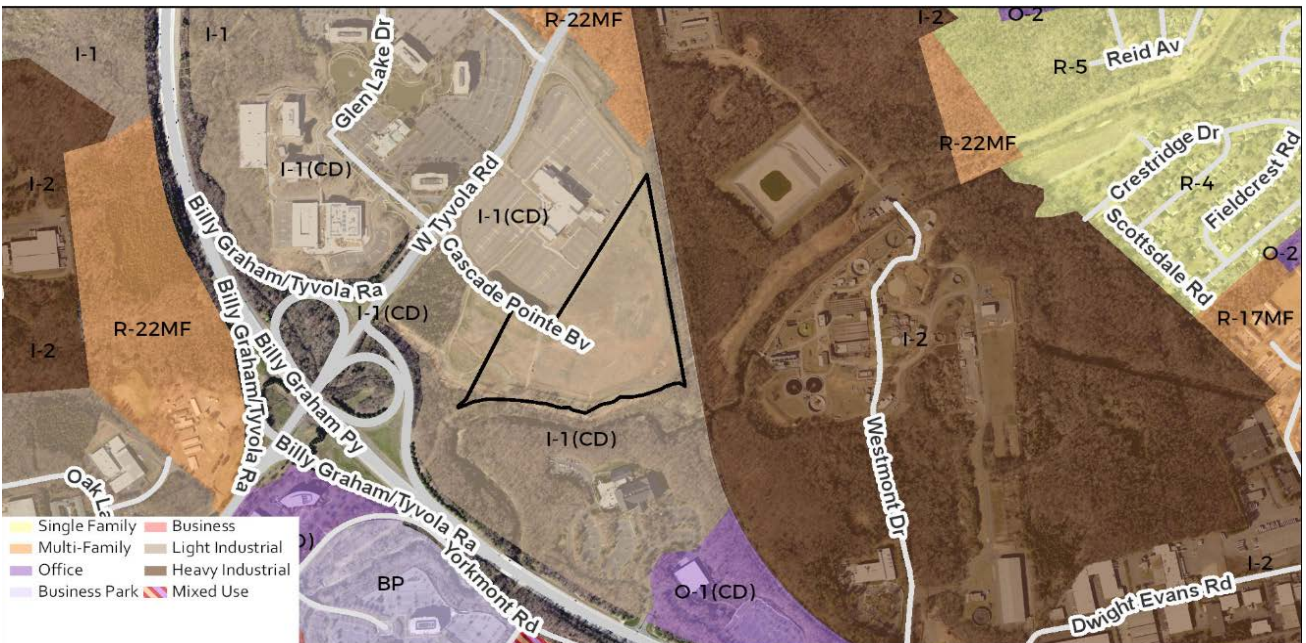 I-1
I-1
Glen Lake Dr
R-22MF
I-2
O-2
R-5
Reid Av
R-22MF
Crestridge Dr
R-4
Fieldcrest Rd
Scottsdale Rd
O-2
R-17MF
I-2
I-1(CD)
W Tyvola Rd
I-1(CD)
Billy Graham/Tyvola Ra
Cascade Pointe Bv
I-1(CD)
R-22MF
I-2
Billy Graham/Tyvola Ra
Billy Graham Py
I-2
I-1(CD)
Westmont Dr
Billy Graham/Tyvola Ra
Yorkmont Rd
Oak La
BP
O-1(CD)
I-2
Dwight Evans Rd
Single Family
Business
Multi-Family
Light Industrial
Office
Heavy Industrial
Business Park
Mixed Use